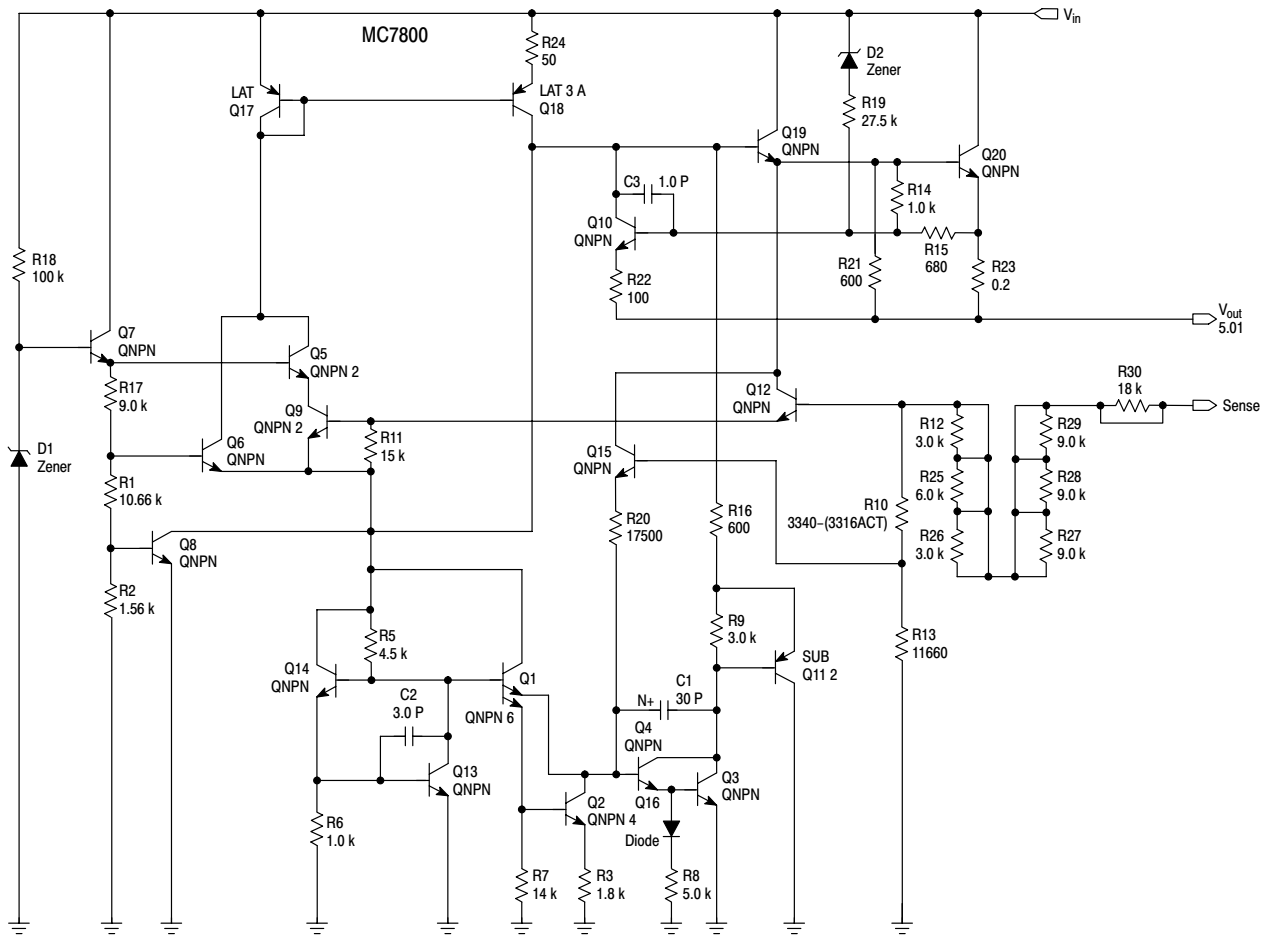 MC7800
Vin
R24
50
D2
Zener
LAT
Q17
LAT 3 A
Q18
R19
27.5 k
Q19
QNPN
Q20
QNPN
C3
1.0 P
R14
1.0 k
Q10
QNPN
R15
680
R18
100 k
R21
600
R23
0.2
R22
100
Vout
5.01
Q7
QNPN
Q5
QNPN 2
R17
9.0 k
R30
18 k
Q12
QNPN
Sense
Q9
QNPN 2
R12
3.0 k
R29
9.0 k
D1
Zener
Q6
QNPN
R11
15 k
Q15
QNPN
R25
6.0 k
R28
9.0 k
R1
10.66 k
R10
3340–(3316ACT)
R20
17500
R16
600
R26
3.0 k
R27
9.0 k
Q8
QNPN
R2
1.56 k
R9
3.0 k
R13
11660
R5
4.5 k
SUB
Q11 2
Q14
QNPN
Q1
QNPN 6
C2
3.0 P
N+
C1
30 P
Q4
QNPN
Q13
QNPN
Q3
QNPN
Q16
Q2
QNPN 4
R6
1.0 k
Diode
R7
14 k
R3
1.8 k
R8
5.0 k